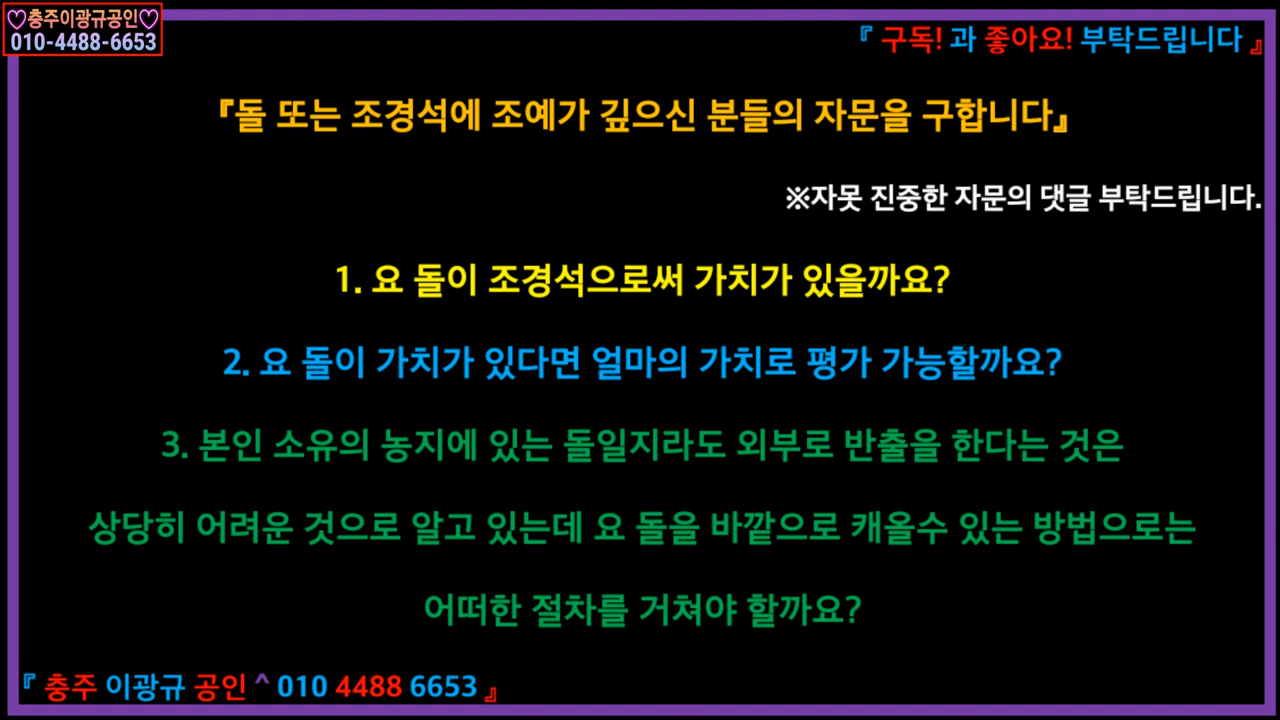 ♡충주이광규공인♡
010-4488-6653
『 구독! 과 좋아요! 부탁드립니다 』
『돌 또는 조경석에 조예가 깊으신 분들의 자문을 구합니다』
※자못 진중한 자문의 댓글 부탁드립니다.
1. 요 돌이 조경석으로써 가치가 있을까요?
2. 요 돌이 가치가 있다면 얼마의 가치로 평가 가능할까요?
3. 본인 소유의 농지에 있는 돌일지라도 외부로 반출을 한다는 것은
상당히 어려운 것으로 알고 있는데 요 돌을 바깥으로 캐올수 있는 방법으로는
어떠한 절차를 거쳐야 할까요?
『 충주 이광규 공인 ^ 010 4488 6653 』